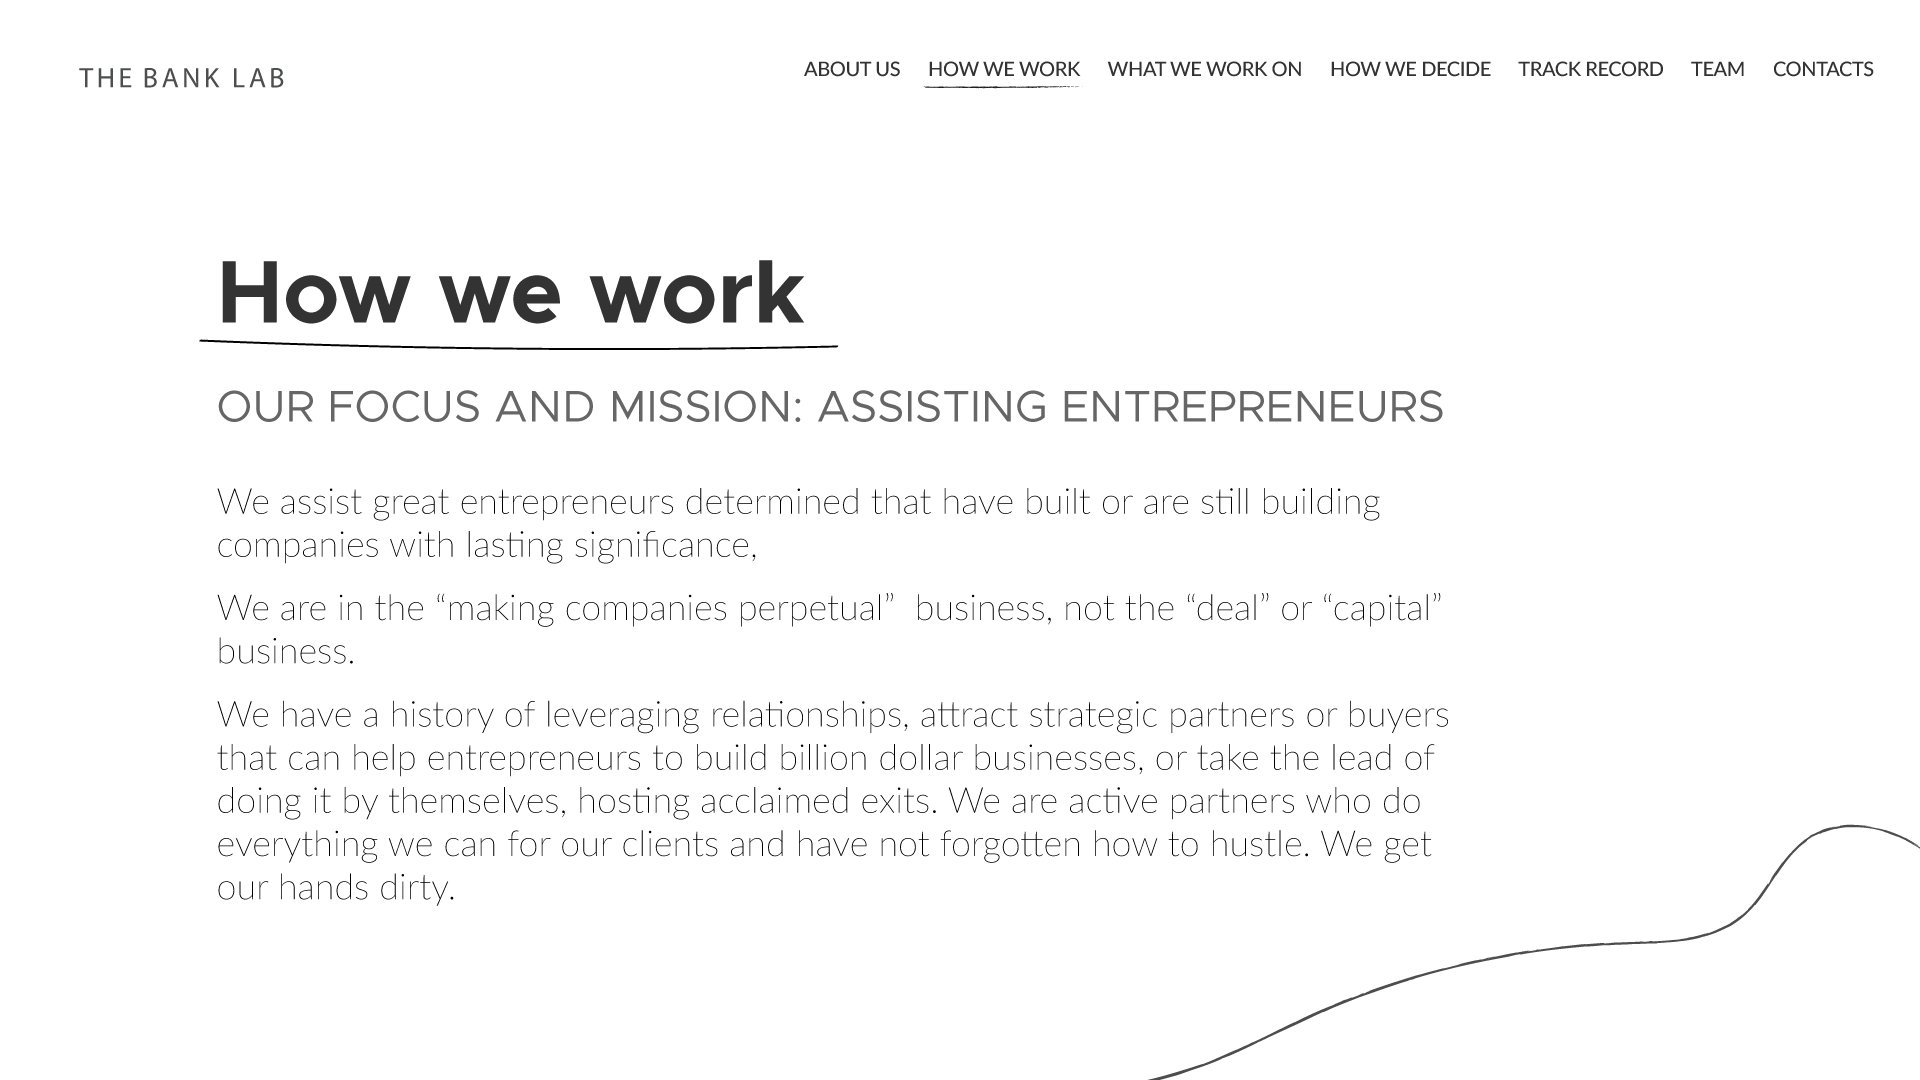 THE BANK LAB
ABOUT US HOW WE WORK WHAT WE WORK ON HOW WE DECIDE TRACK RECORD TEAM CONTACTS
How we work
OUR FOCUS AND MISSION: ASSISTING ENTREPRENEURS
We assist great entrepreneurs determined that have built or are still building
companies with lasting significance,
We are in the “making companies perpetual”  business, not the “deal” or “capital”
business.
We have a history of leveraging relationships, attract strategic partners or buyers
that can help entrepreneurs to build billion dollar businesses, or take the lead of
doing it by themselves, hosting acclaimed exits. We are active partners who do
everything we can for our clients and have not forgotten how to hustle. We get
our hands dirty.